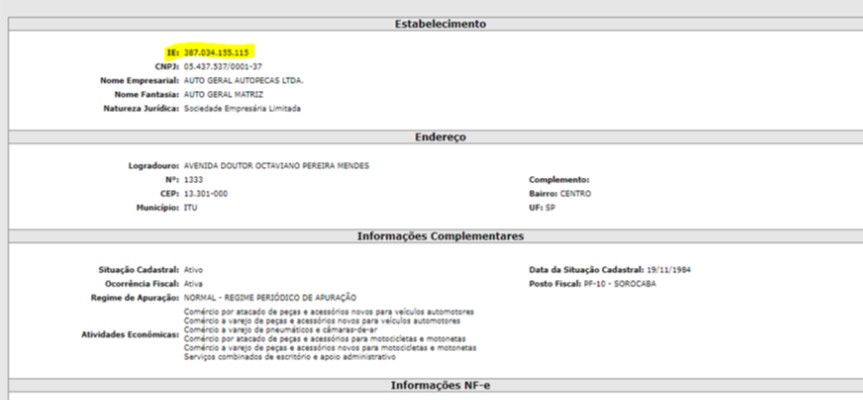 Estabelecimento
IE: 387.034.155.115
CNPJ: 05.437.537/0001-37
Nome Empresarial: AUTO GERAL AUTOPECAS LTDA.
Nome Fantasia: AUTO GERAL MATRIZ
Natureza Jurídica: Sociedade Empresária Limitada
Endereço
Logradouro: AVENIDA DOUTOR OCTAVIANO PEREIRA MENDES
Nº: 1333 Complemento:
CEP: 13.301-000 Bairro: CENTRO
Município: ITU UF: SP
Informações Complementares
Situação Cadastral: Ativo Data da Situação Cadastral: 19/11/1984
Ocorrência Fiscal: Ativa Posto Fiscal: PF-10 - SOROCABA
Regime de Apuração: NORMAL - REGIME PERIÓDICO DE APURAÇÃO
Atividades Econômicas:
Comércio por atacado de peças e acessórios novos para veículos automotores
Comércio a varejo de peças e acessórios novos para veículos automotores
Comércio a varejo de pneumáticos e câmaras-de-ar
Comércio por atacado de peças e acessórios para motocicletas e motonetas
Comércio a varejo de peças e acessórios novos para motocicletas e motonetas
Serviços combinados de escritório e apoio administrativo
Informações NF-e